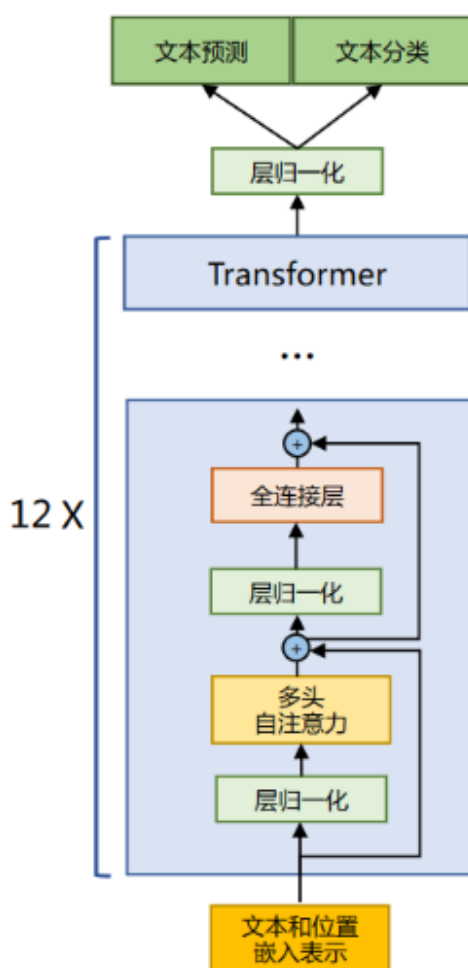 文本预测
文本分类
层归一化
Transformer
...
12 X
+
全连接层
层归一化
+
多头
自注意力
层归一化
文本和位置
嵌入表示